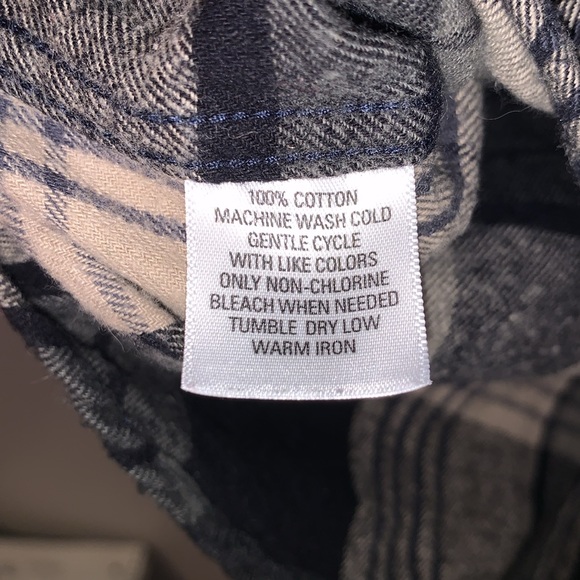 100% COTTON
MACHINE WASH COLD
GENTLE CYCLE
WITH LIKE COLORS
ONLY NON-CHLORINE
BLEACH WHEN NEEDED
TUMBLE DRY LOW
WARM IRON